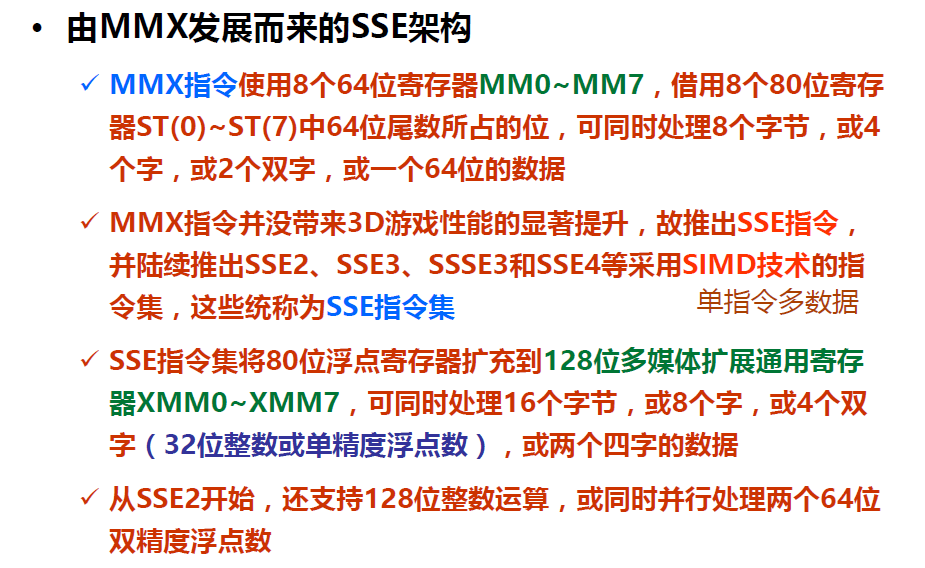 • 由MMX发展而来的SSE架构
✓ MMX指令使用8个64位寄存器MM0~MM7，借用8个80位寄存
器ST(0)~ST(7)中64位尾数所占的位，可同时处理8个字节，或4
个字，或2个双字，或一个64位的数据
✓ MMX指令并没带来3D游戏性能的显著提升，故推出SSE指令，
并陆续推出SSE2、SSE3、SSSE3和SSE4等采用SIMD技术的指
令集，这些统称为SSE指令集
单指令多数据
✓ SSE指令集将80位浮点寄存器扩充到128位多媒体扩展通用寄存
器XMM0~XMM7，可同时处理16个字节，或8个字，或4个双
字（32位整数或单精度浮点数），或两个四字的数据
✓ 从SSE2开始，还支持128位整数运算，或同时并行处理两个64位
双精度浮点数